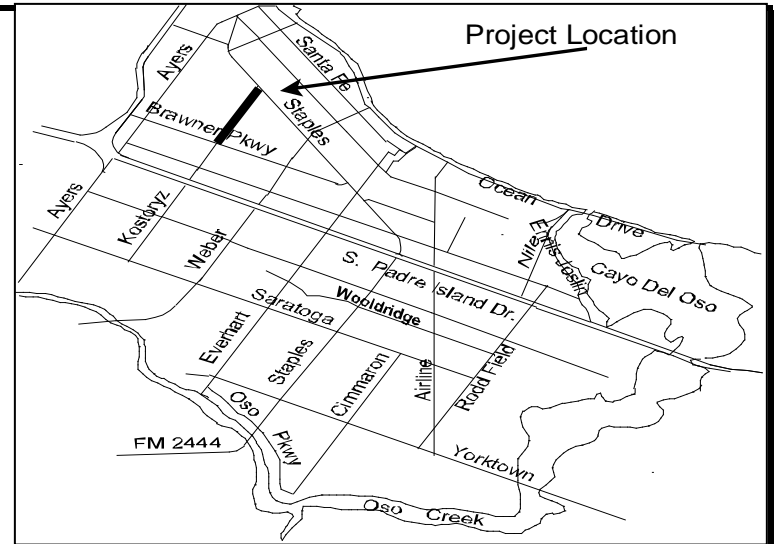 Project Location
Santa Fe
Ayers
Staples
Brawner Pkwy
Ocean Drive
Ayers
Kostoryz
Weber
Nile
Ennis Joslin
Cayo Del Oso
S. Padre Island Dr.
Wooldridge
Saratoga
Everhart
Staples
Cimmaron
Airline
Rodd Field
Oso Pkwy
FM 2444
Yorktown
Oso Creek